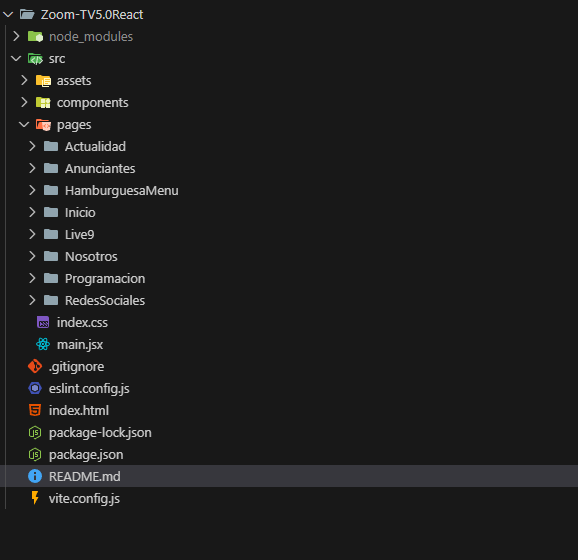 Zoom-TV5.0React
node_modules
src
assets
components
pages
Actualidad
Anunciantes
HamburguesaMenu
Inicio
Live9
Nosotros
Programacion
RedesSociales
index.css
main.jsx
.gitignore
eslint.config.js
index.html
package-lock.json
package.json
README.md
vite.config.js